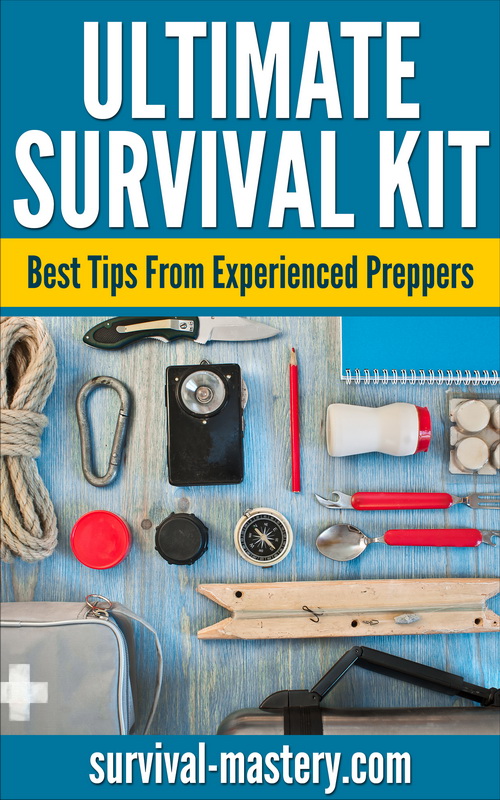 ULTIMATE
SURVIVAL KIT
Best Tips From Experienced Preppers
survival-mastery.com